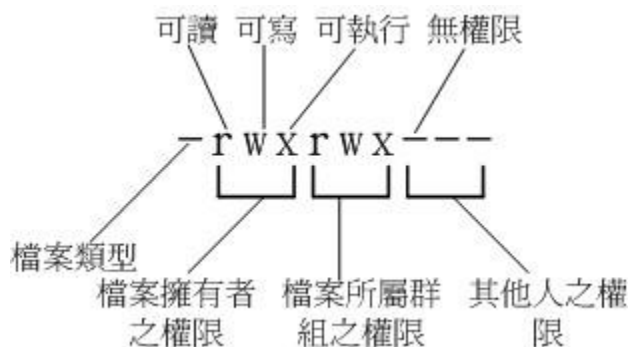 可讀 可寫 可執行 無權限
-rwxrwx---
檔案類型
檔案擁有者
之權限
檔案所屬群
組之權限
其他人之權
限